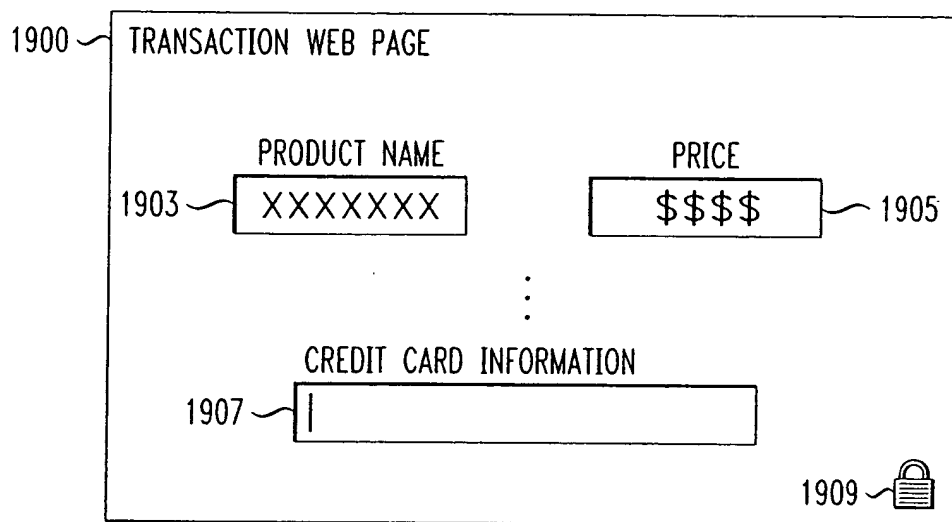 1900 TRANSACTION WEB PAGE
PRODUCT NAME PRICE
1903 XXXXXXX $$$$ 1905
CREDIT CARD INFORMATION
1907
1909